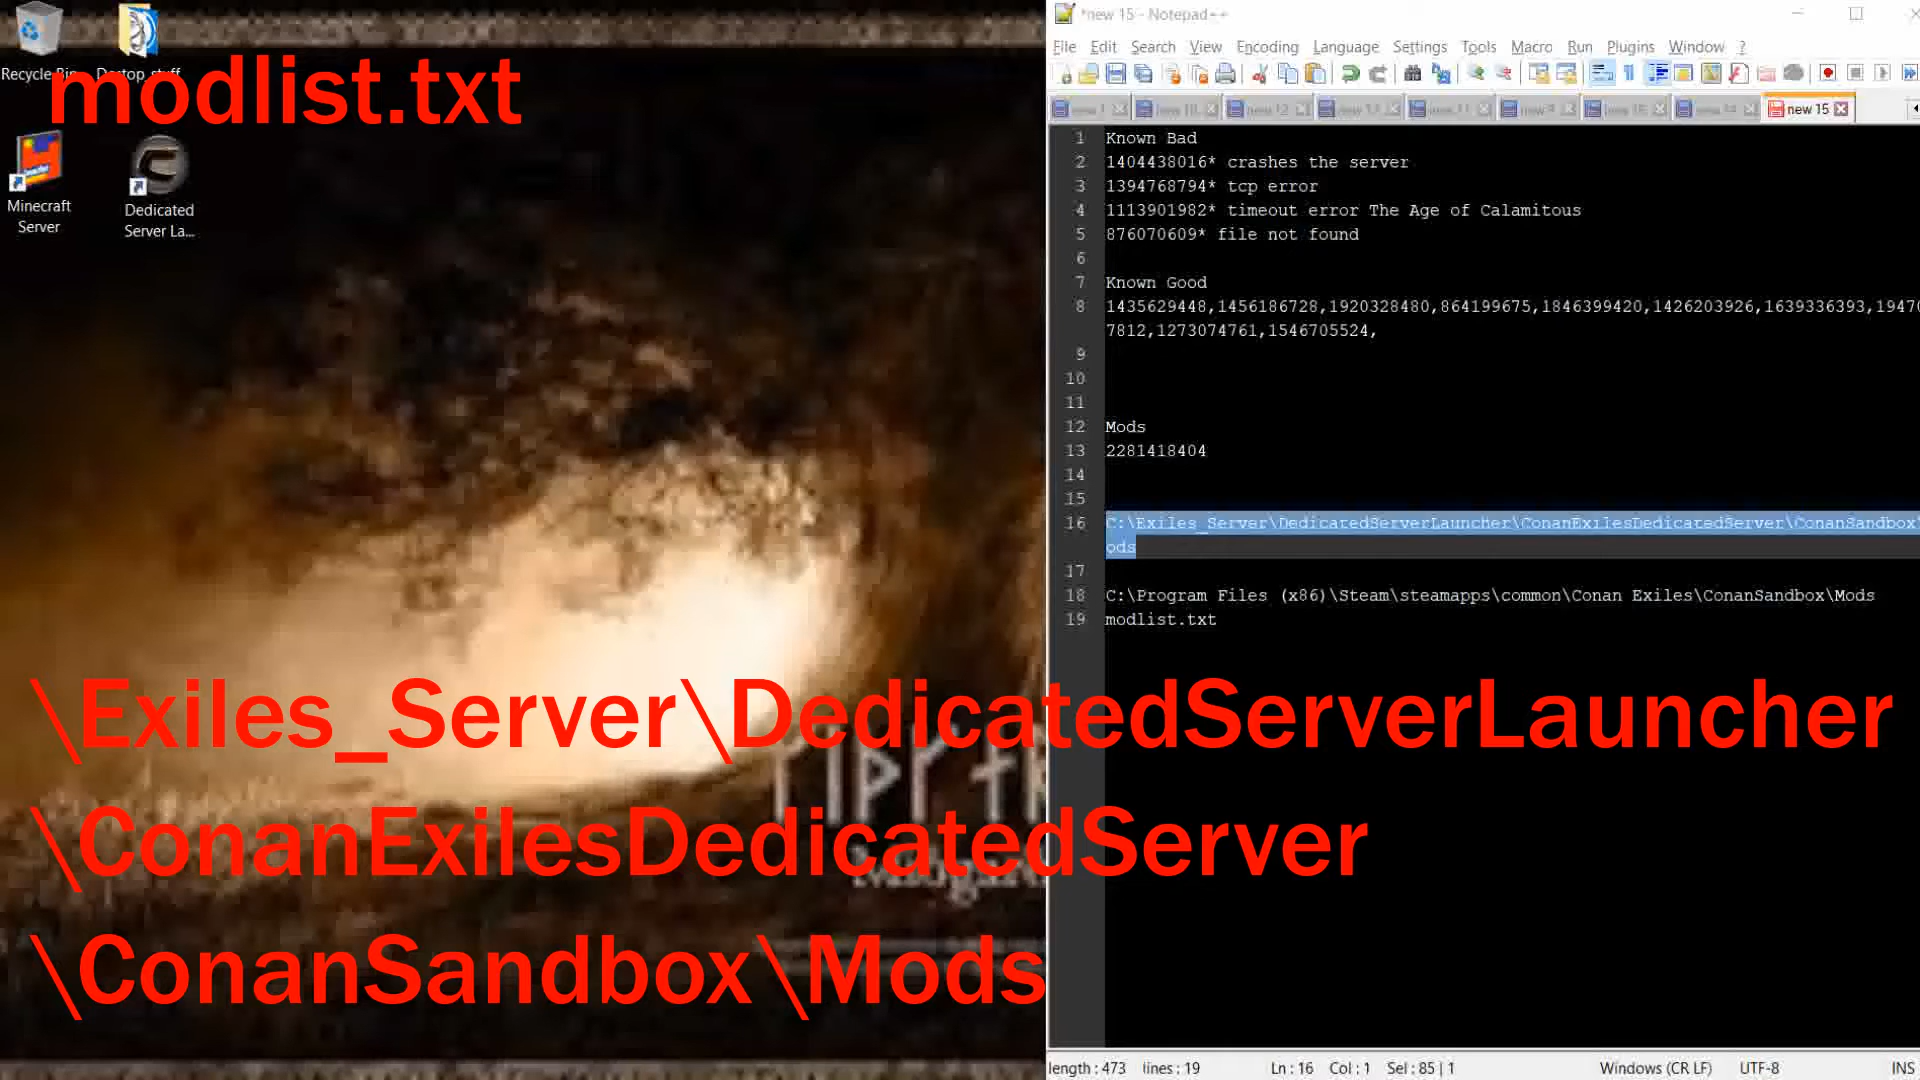 Recycle Bin
modlist.txt
Minecraft
Server
Dedicated
Server La...
*new 15 - Notepad++
File Edit Search View Encoding Language Settings Tools Macro Run Plugins Window ?
new 15
1 Known Bad
2 1404438016* crashes the server
3 1394768794* tcp error
4 1113901982* timeout error The Age of Calamitous
5 876070609* file not found
6
7 Known Good
8 1435629448,1456186728,1920328480,864199675,1846399420,1426203926,1639336393,1947
7812,1273074761,1546705524,
9
10
11
12 Mods
13 2281418404
14
15
16 C:\Exiles_Server\DedicatedServerLauncher\ConanExilesDedicatedServer\ConanSandbox\
ods
17
18 C:\Program Files (x86)\Steam\steamapps\common\Conan Exiles\ConanSandbox\Mods
19 modlist.txt
\Exiles_Server\DedicatedServerLauncher
\ConanExilesDedicatedServer
\ConanSandbox\Mods
length : 473 lines : 19 Ln : 16 Col : 1 Sel : 85 | 1 Windows (CR LF) UTF-8 INS